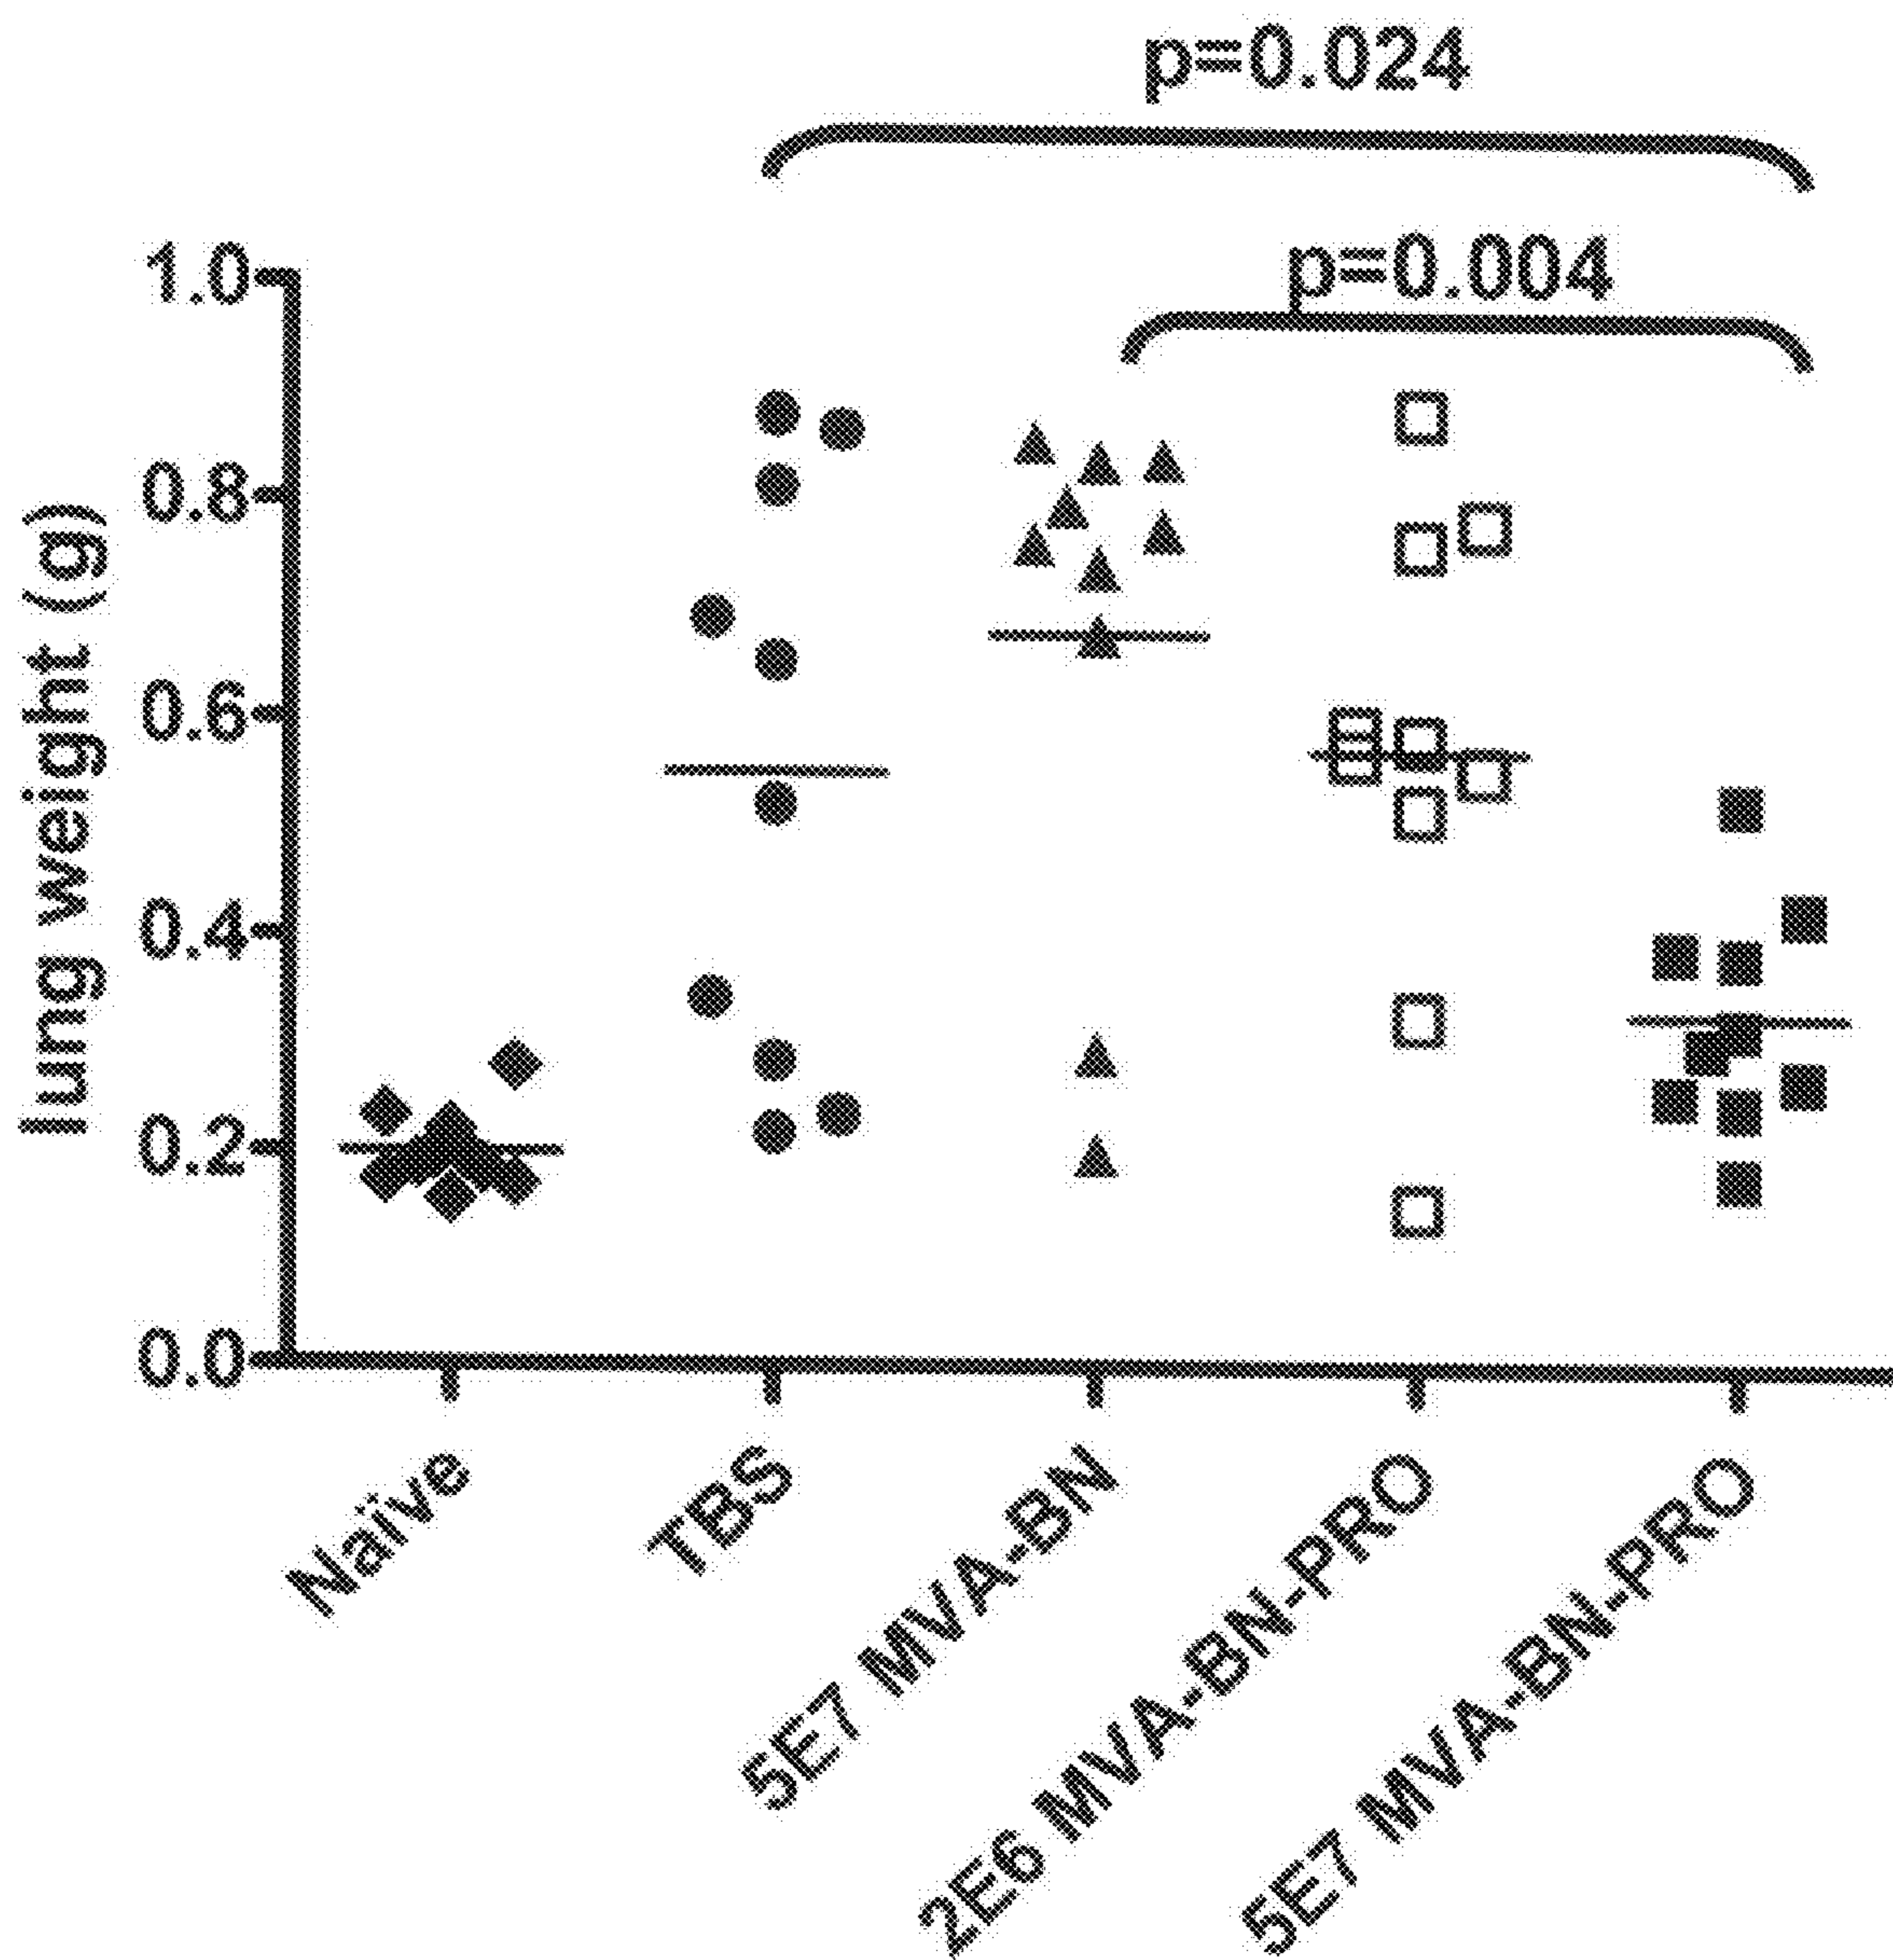 p=0.024
p=0.004
1.0
0.8
0.6
0.4
0.2
0.0
lung weight (g)
Naïve
TBS
5E7 MVA-BN
2E6 MVA-BN-PRO
5E7 MVA-BN-PRO